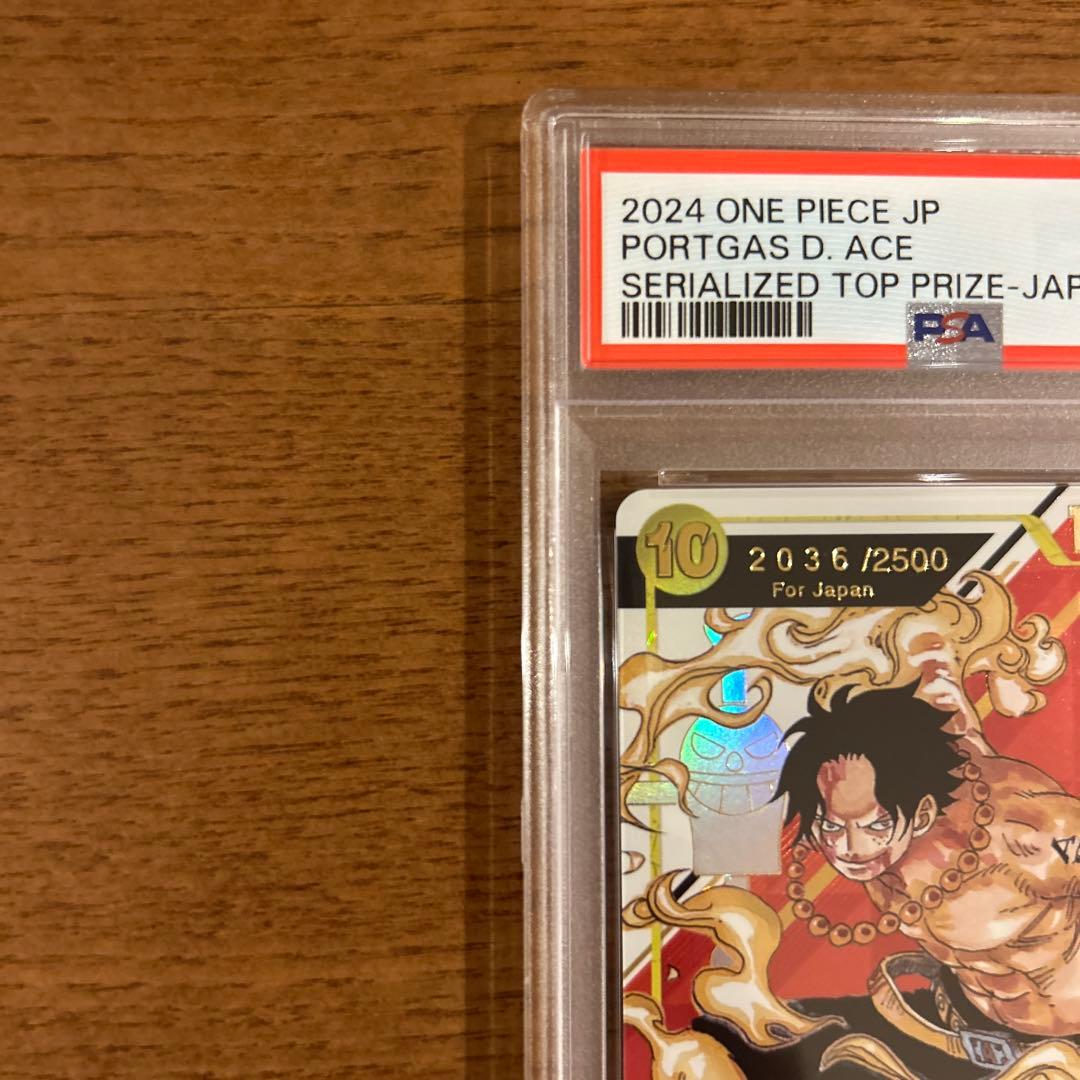 2024 ONE PIECE JP
PORTGAS D. ACE
SERIALIZED TOP PRIZE-JAP
PSA
10
2036/2500
For Japan